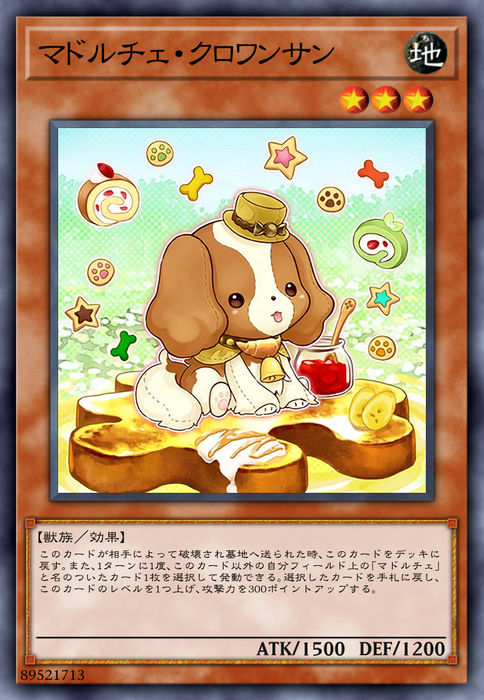 マドルチェ・クロワンサン
地
【獣族／効果】
このカードが相手によって破壊され墓地へ送られた時、このカードをデッキに
戻す。また、1ターンに1度、このカード以外の自分フィールド上の「マドルチェ」
と名のついたカード1枚を選択して発動できる。選択したカードを手札に戻し、
このカードのレベルを1つ上げ、攻撃力を300ポイントアップする。
ATK/1500 DEF/1200
89521713